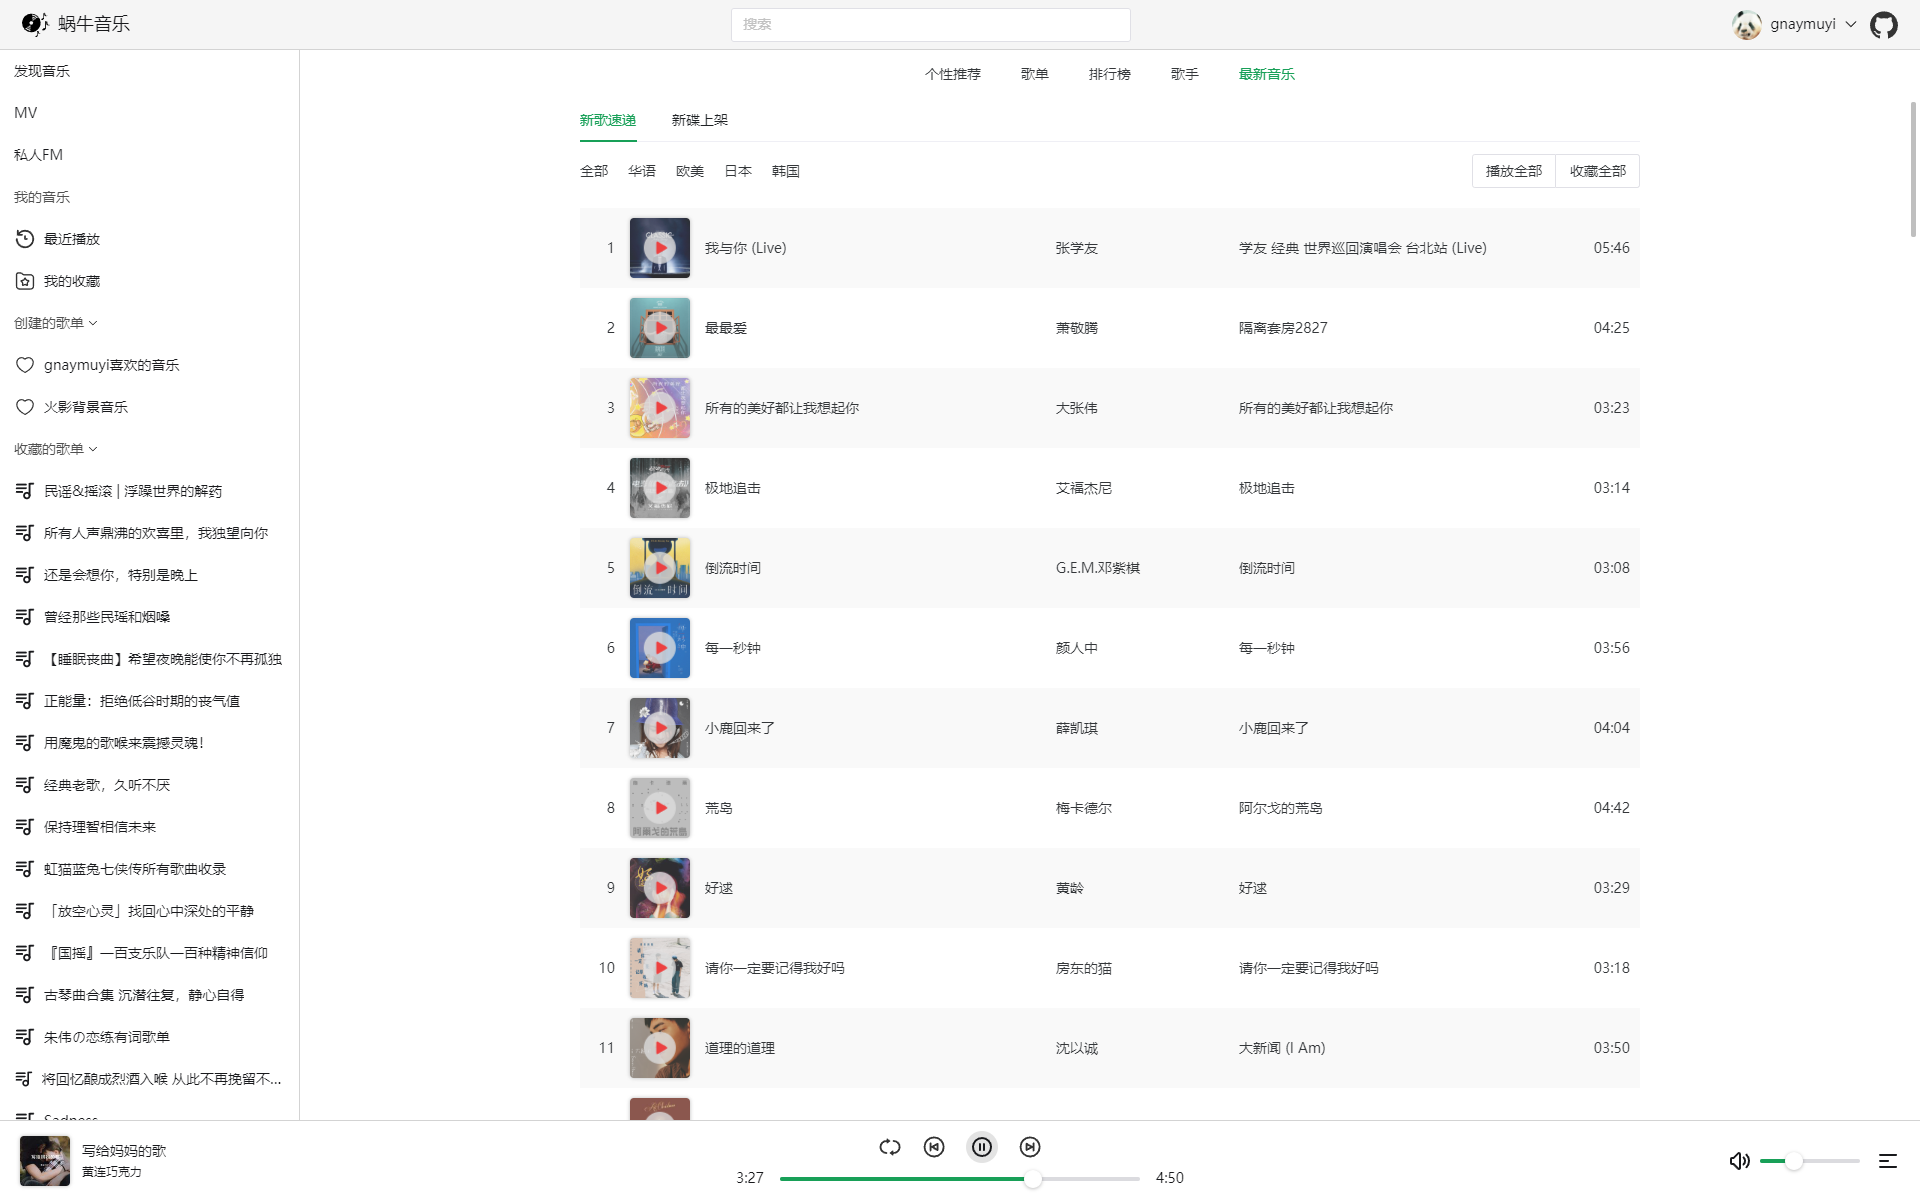 蜗牛音乐
搜索
gnaymuyi
发现音乐
MV
私人FM
我的音乐
最近播放
我的收藏
创建的歌单
gnaymuyi喜欢的音乐
火影背景音乐
收藏的歌单
民谣&摇滚 | 浮躁世界的解药
所有人声鼎沸的欢喜里，我独望向你
还是会想你，特别是晚上
曾经那些民瑶和烟嗓
【睡眠丧曲】希望夜晚能使你不再孤独
正能量：拒绝低谷时期的丧气值
用魔鬼的歌喉来震撼灵魂！
经典老歌，久听不厌
保持理智相信未来
虹猫蓝兔七侠传所有歌曲收录
「放空心灵」找回心中深处的平静
『国摇』一百支乐队一百种精神信仰
古琴曲合集 沉潜往复，静心自得
朱伟の恋练有词歌单
将回忆酿成烈酒入喉 从此不再挽留不...
Sadness
个性推荐 歌单 排行榜 歌手 最新音乐
新歌速递 新碟上架
全部 华语 欧美 日本 韩国 播放全部 收藏全部
1 我与你 (Live) 张学友 学友 经典 世界巡回演唱会 台北站 (Live) 05:46
2 最最爱 萧敬腾 隔离套房2827 04:25
3 所有的美好都让我想起你 大张伟 所有的美好都让我想起你 03:23
4 极地追击 艾福杰尼 极地追击 03:14
5 倒流时间 G.E.M.邓紫棋 倒流时间 03:08
6 每一秒钟 颜人中 每一秒钟 03:56
7 小鹿回来了 薛凯琪 小鹿回来了 04:04
8 荒岛 梅卡德尔 阿尔戈的荒岛 04:42
9 好逑 黄龄 好逑 03:29
10 请你一定要记得我好吗 房东的猫 请你一定要记得我好吗 03:18
11 道理的道理 沈以诚 大新闻 (I Am) 03:50
写给妈妈的歌
黄连巧克力
3:27 4:50